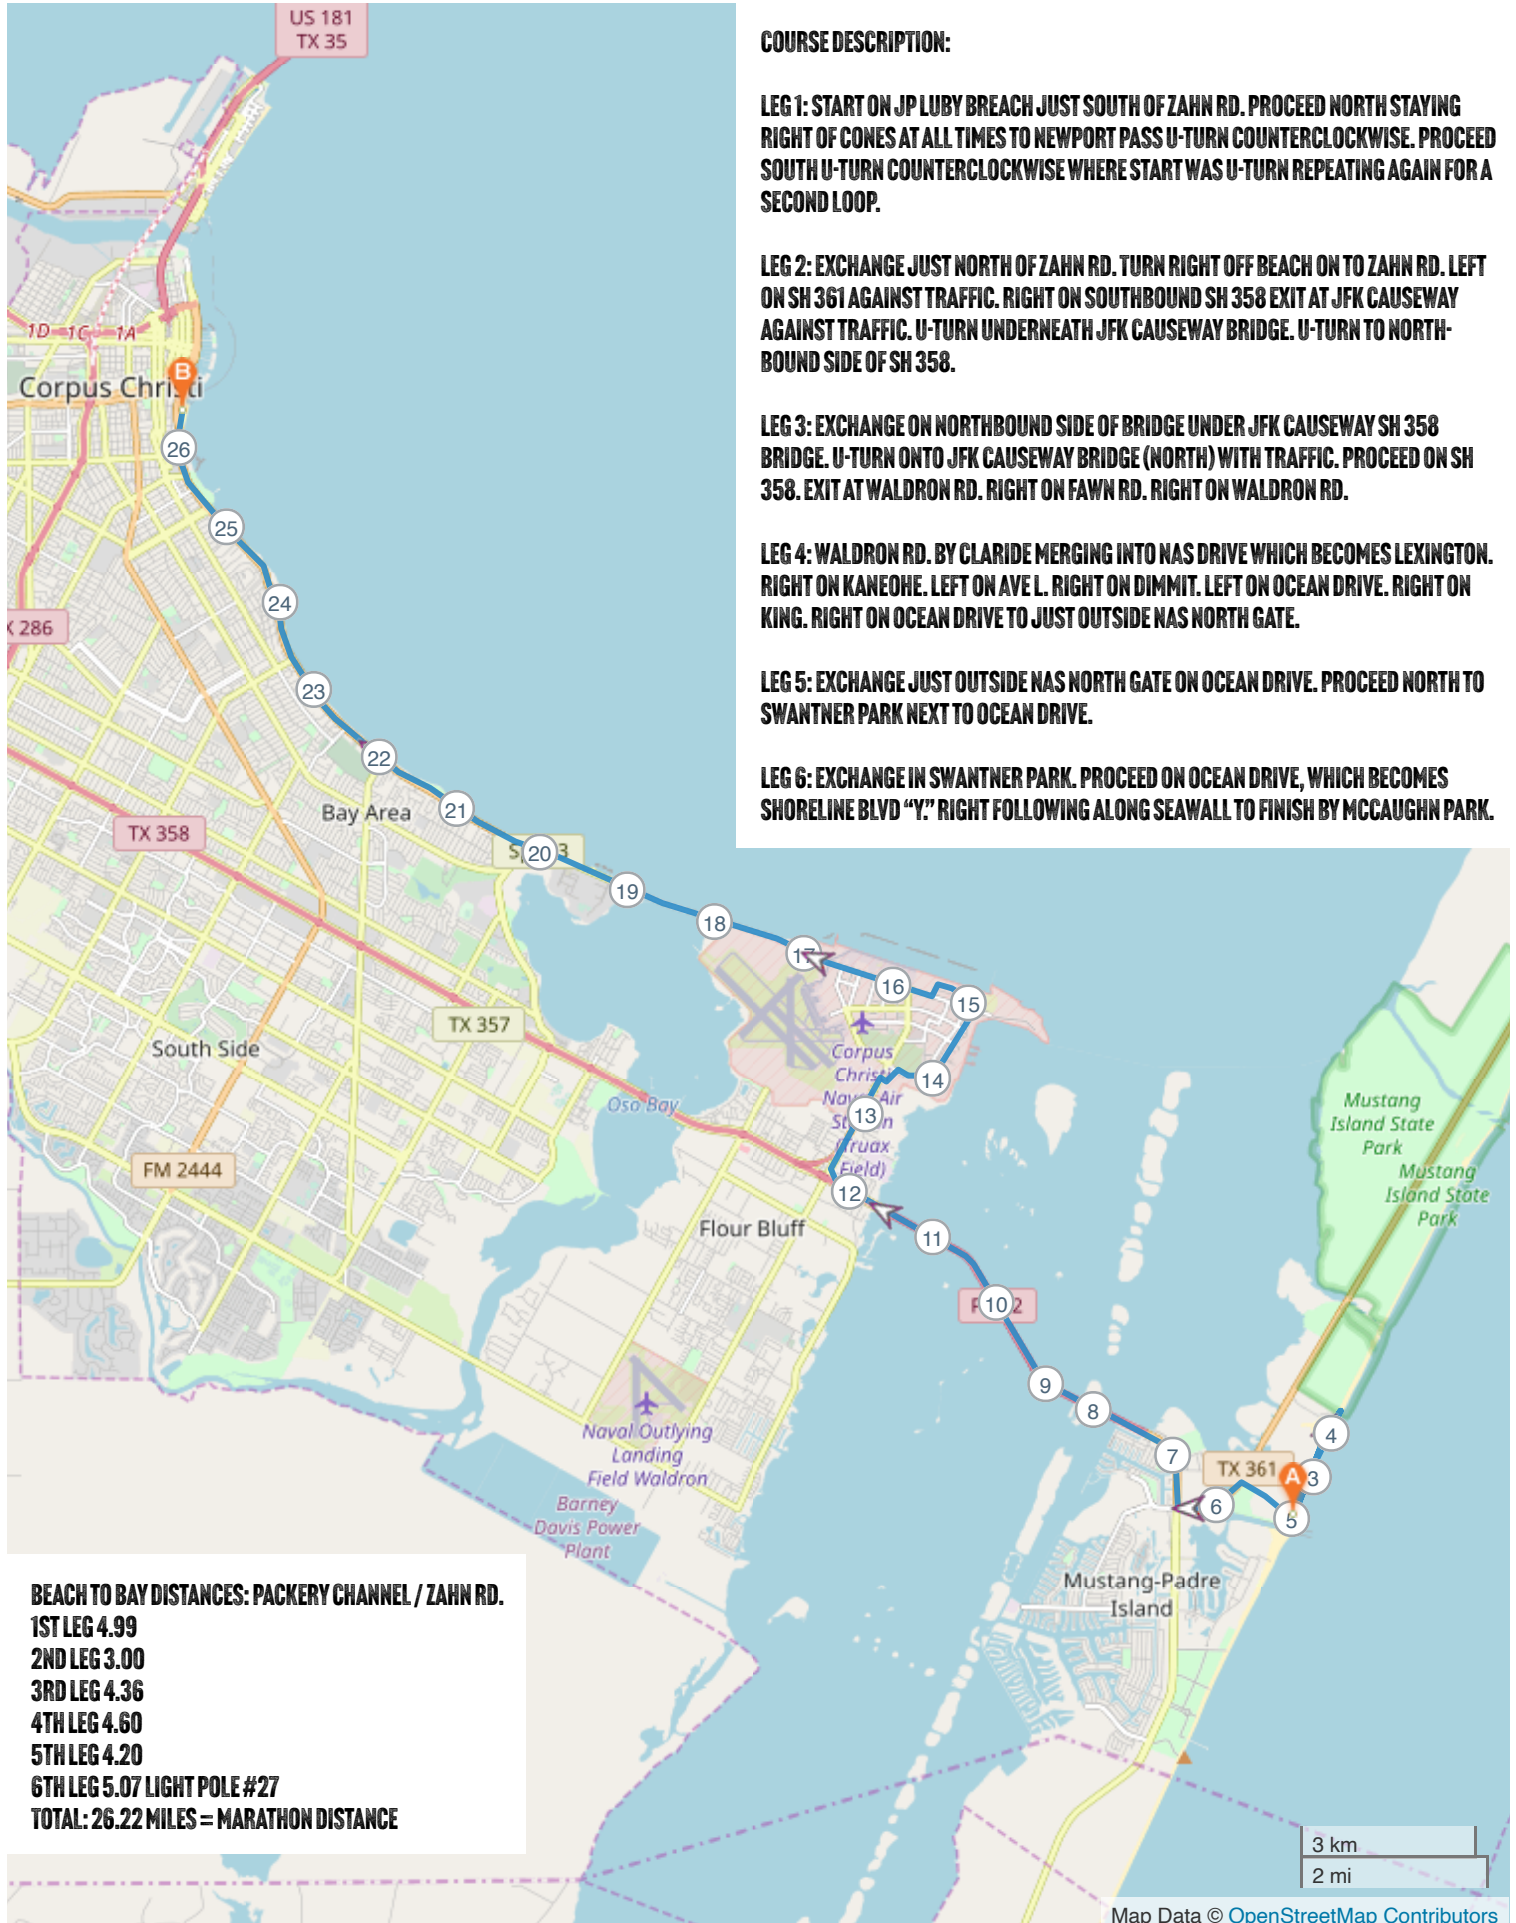 US 181
TX 35
COURSE DESCRIPTION:
LEG 1: START ON JP LUBY BREACH JUST SOUTH OF ZAHN RD. PROCEED NORTH STAYING
RIGHT OF CONES AT ALL TIMES TO NEWPORT PASS U-TURN COUNTERCLOCKWISE. PROCEED
SOUTH U-TURN COUNTERCLOCKWISE WHERE START WAS U-TURN REPEATING AGAIN FOR A
SECOND LOOP.
LEG 2: EXCHANGE JUST NORTH OF ZAHN RD. TURN RIGHT OFF BEACH ON TO ZAHN RD. LEFT
ON SH 361 AGAINST TRAFFIC. RIGHT ON SOUTHBOUND SH 358 EXIT AT JFK CAUSEWAY
AGAINST TRAFFIC. U-TURN UNDERNEATH JFK CAUSEWAY BRIDGE. U-TURN TO NORTH-
BOUND SIDE OF SH 358.
LEG 3: EXCHANGE ON NORTHBOUND SIDE OF BRIDGE UNDER JFK CAUSEWAY SH 358
BRIDGE. U-TURN ONTO JFK CAUSEWAY BRIDGE (NORTH) WITH TRAFFIC. PROCEED ON SH
358. EXIT AT WALDRON RD. RIGHT ON FAWN RD. RIGHT ON WALDRON RD.
LEG 4: WALDRON RD. BY CLARIDE MERGING INTO NAS DRIVE WHICH BECOMES LEXINGTON.
RIGHT ON KANEOHE. LEFT ON AVE L. RIGHT ON DIMMIT. LEFT ON OCEAN DRIVE. RIGHT ON
KING. RIGHT ON OCEAN DRIVE TO JUST OUTSIDE NAS NORTH GATE.
LEG 5: EXCHANGE JUST OUTSIDE NAS NORTH GATE ON OCEAN DRIVE. PROCEED NORTH TO
SWANTNER PARK NEXT TO OCEAN DRIVE.
LEG 6: EXCHANGE IN SWANTNER PARK. PROCEED ON OCEAN DRIVE, WHICH BECOMES
SHORELINE BLVD “Y.” RIGHT FOLLOWING ALONG SEAWALL TO FINISH BY MCCAUGHN PARK.
1D 1C 1A
B
Corpus Christi
26
25
24
X 286
23
22
21
Bay Area
TX 358
20
19
18
17
16
15
TX 357
South Side
Corpus
Christi
Naval Air
Station
(Truax
Field)
14
13
Oso Bay
12
FM 2444
Flour Bluff
11
10
9
8
7
Mustang
Island State
Park
Mustang
Island State
Park
4
TX 361
A
3
6
5
Naval Outlying
Landing
Field Waldron
Barney
Davis Power
Plant
Mustang-Padre
Island
BEACH TO BAY DISTANCES: PACKERY CHANNEL / ZAHN RD.
1ST LEG 4.99
2ND LEG 3.00
3RD LEG 4.36
4TH LEG 4.60
5TH LEG 4.20
6TH LEG 5.07 LIGHT POLE #27
TOTAL: 26.22 MILES = MARATHON DISTANCE
3 km
2 mi
Map Data © OpenStreetMap Contributors